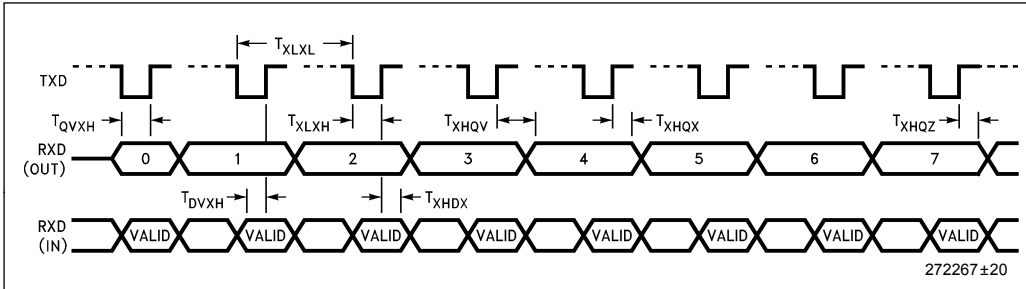 T_XLXL
TXD
T_QVXH T_XLXH T_XHQV T_XHQX T_XHQZ
RXD
(OUT) 0 1 2 3 4 5 6 7
T_DVXH T_XHDX
RXD
(IN) VALID VALID VALID VALID VALID VALID VALID VALID
272267±20